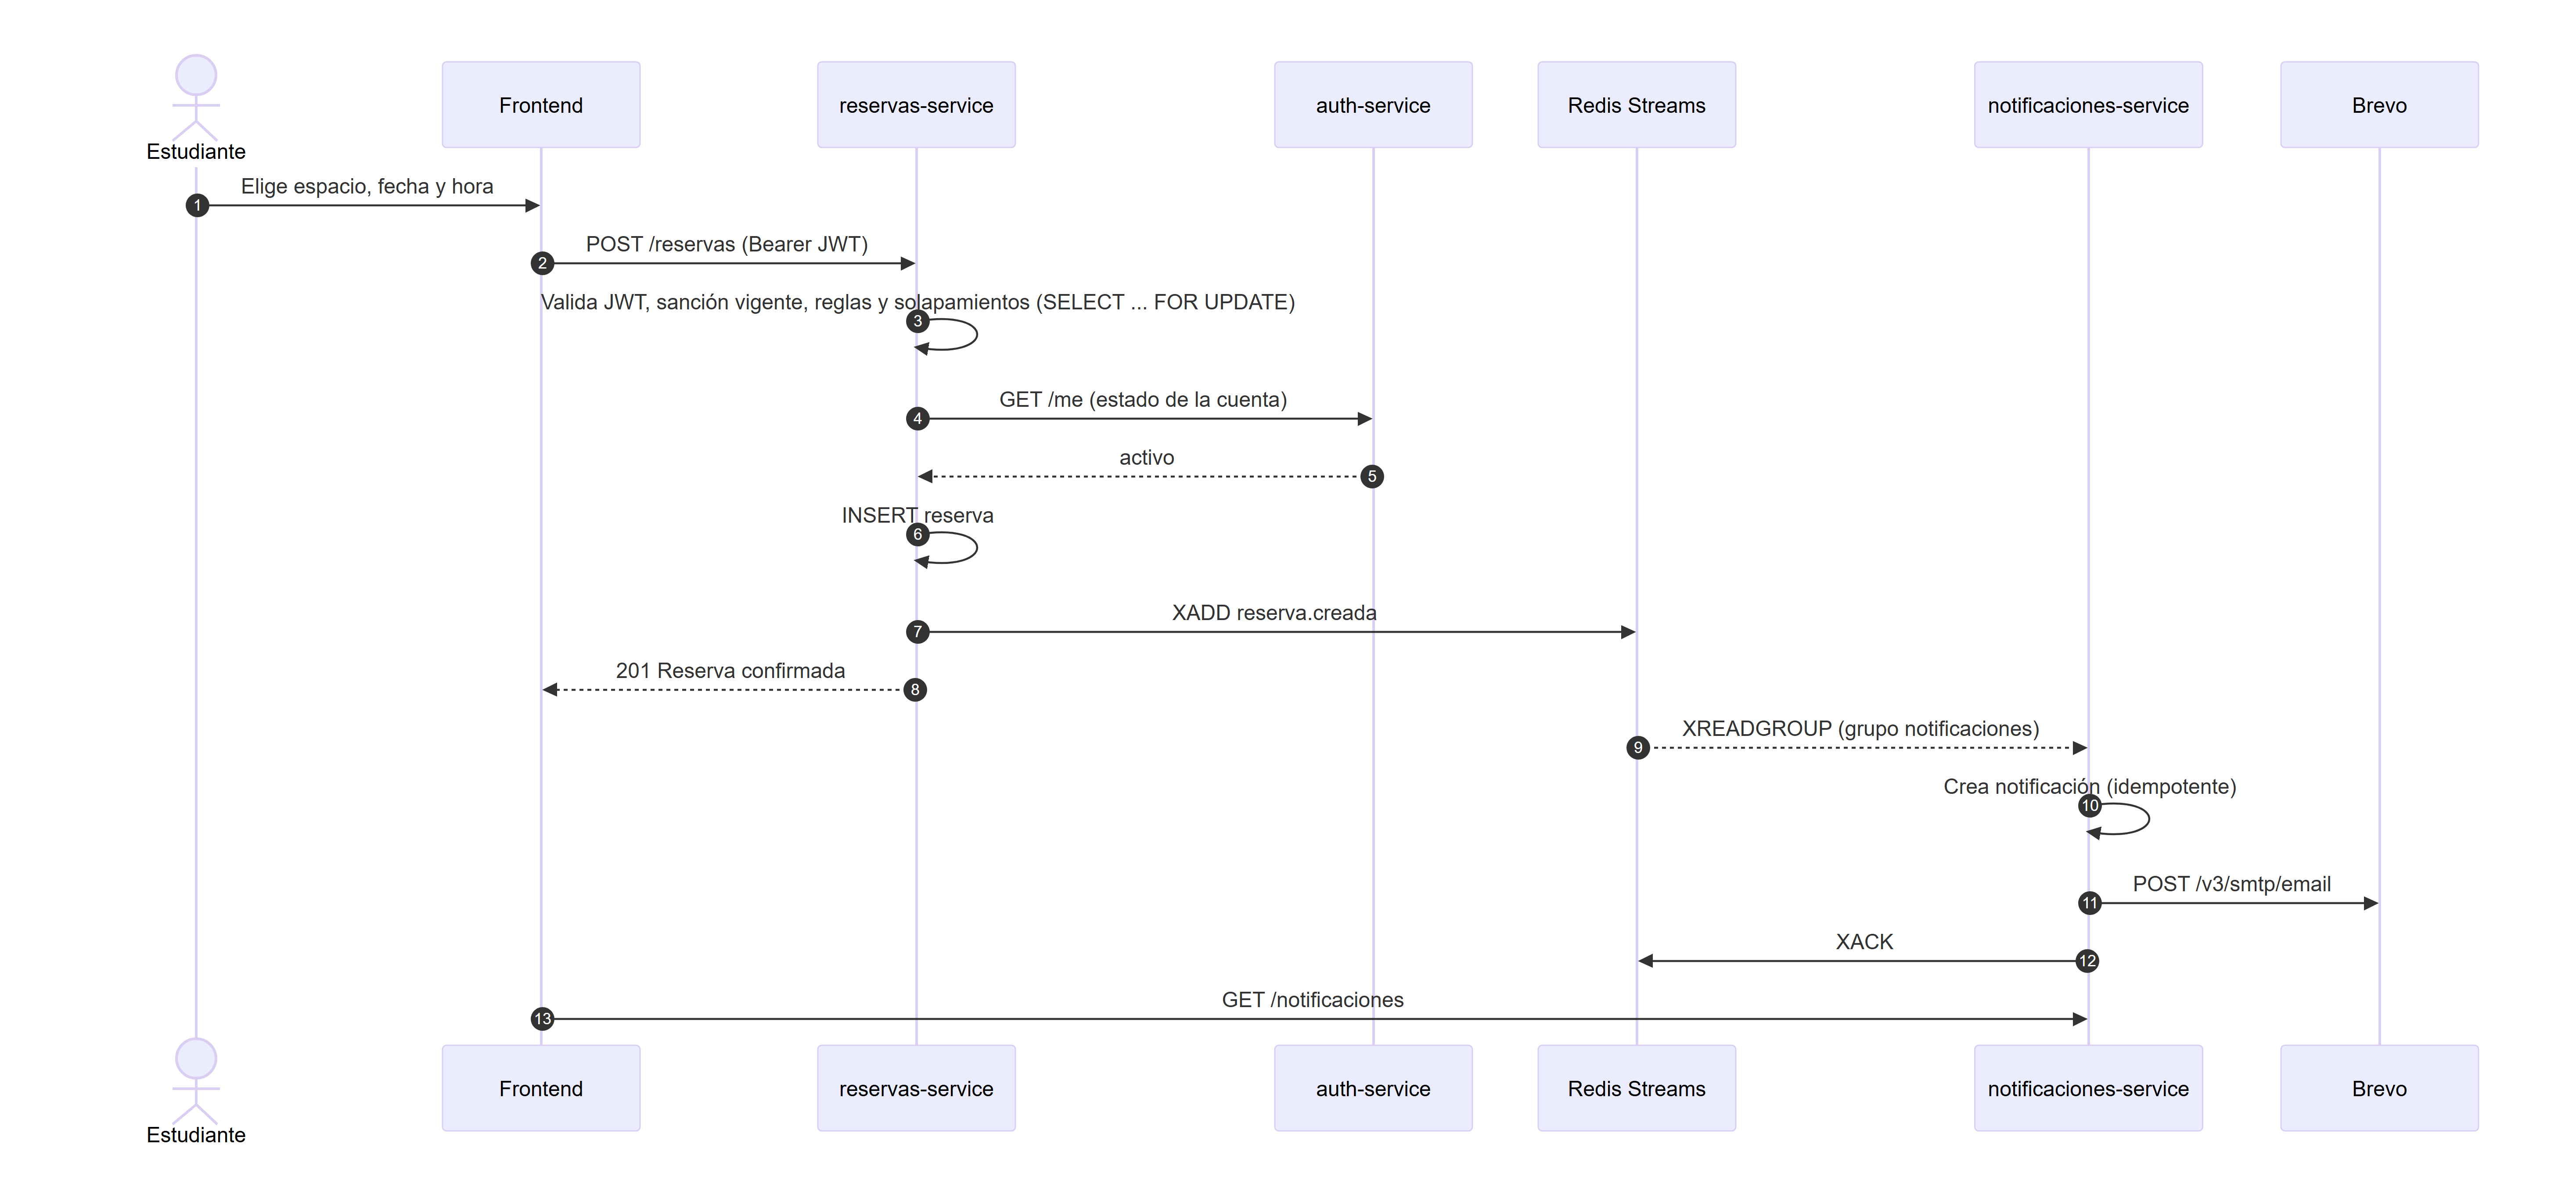 Estudiante
Frontend
reservas-service
auth-service
Redis Streams
notificaciones-service
Brevo
Elige espacio, fecha y hora
1
POST /reservas (Bearer JWT)
2
Valida JWT, sanción vigente, reglas y solapamientos (SELECT ... FOR UPDATE)
3
GET /me (estado de la cuenta)
4
activo
5
INSERT reserva
6
XADD reserva.creada
7
201 Reserva confirmada
8
XREADGROUP (grupo notificaciones)
9
Crea notificación (idempotente)
10
POST /v3/smtp/email
11
XACK
12
GET /notificaciones
13
Estudiante
Frontend
reservas-service
auth-service
Redis Streams
notificaciones-service
Brevo